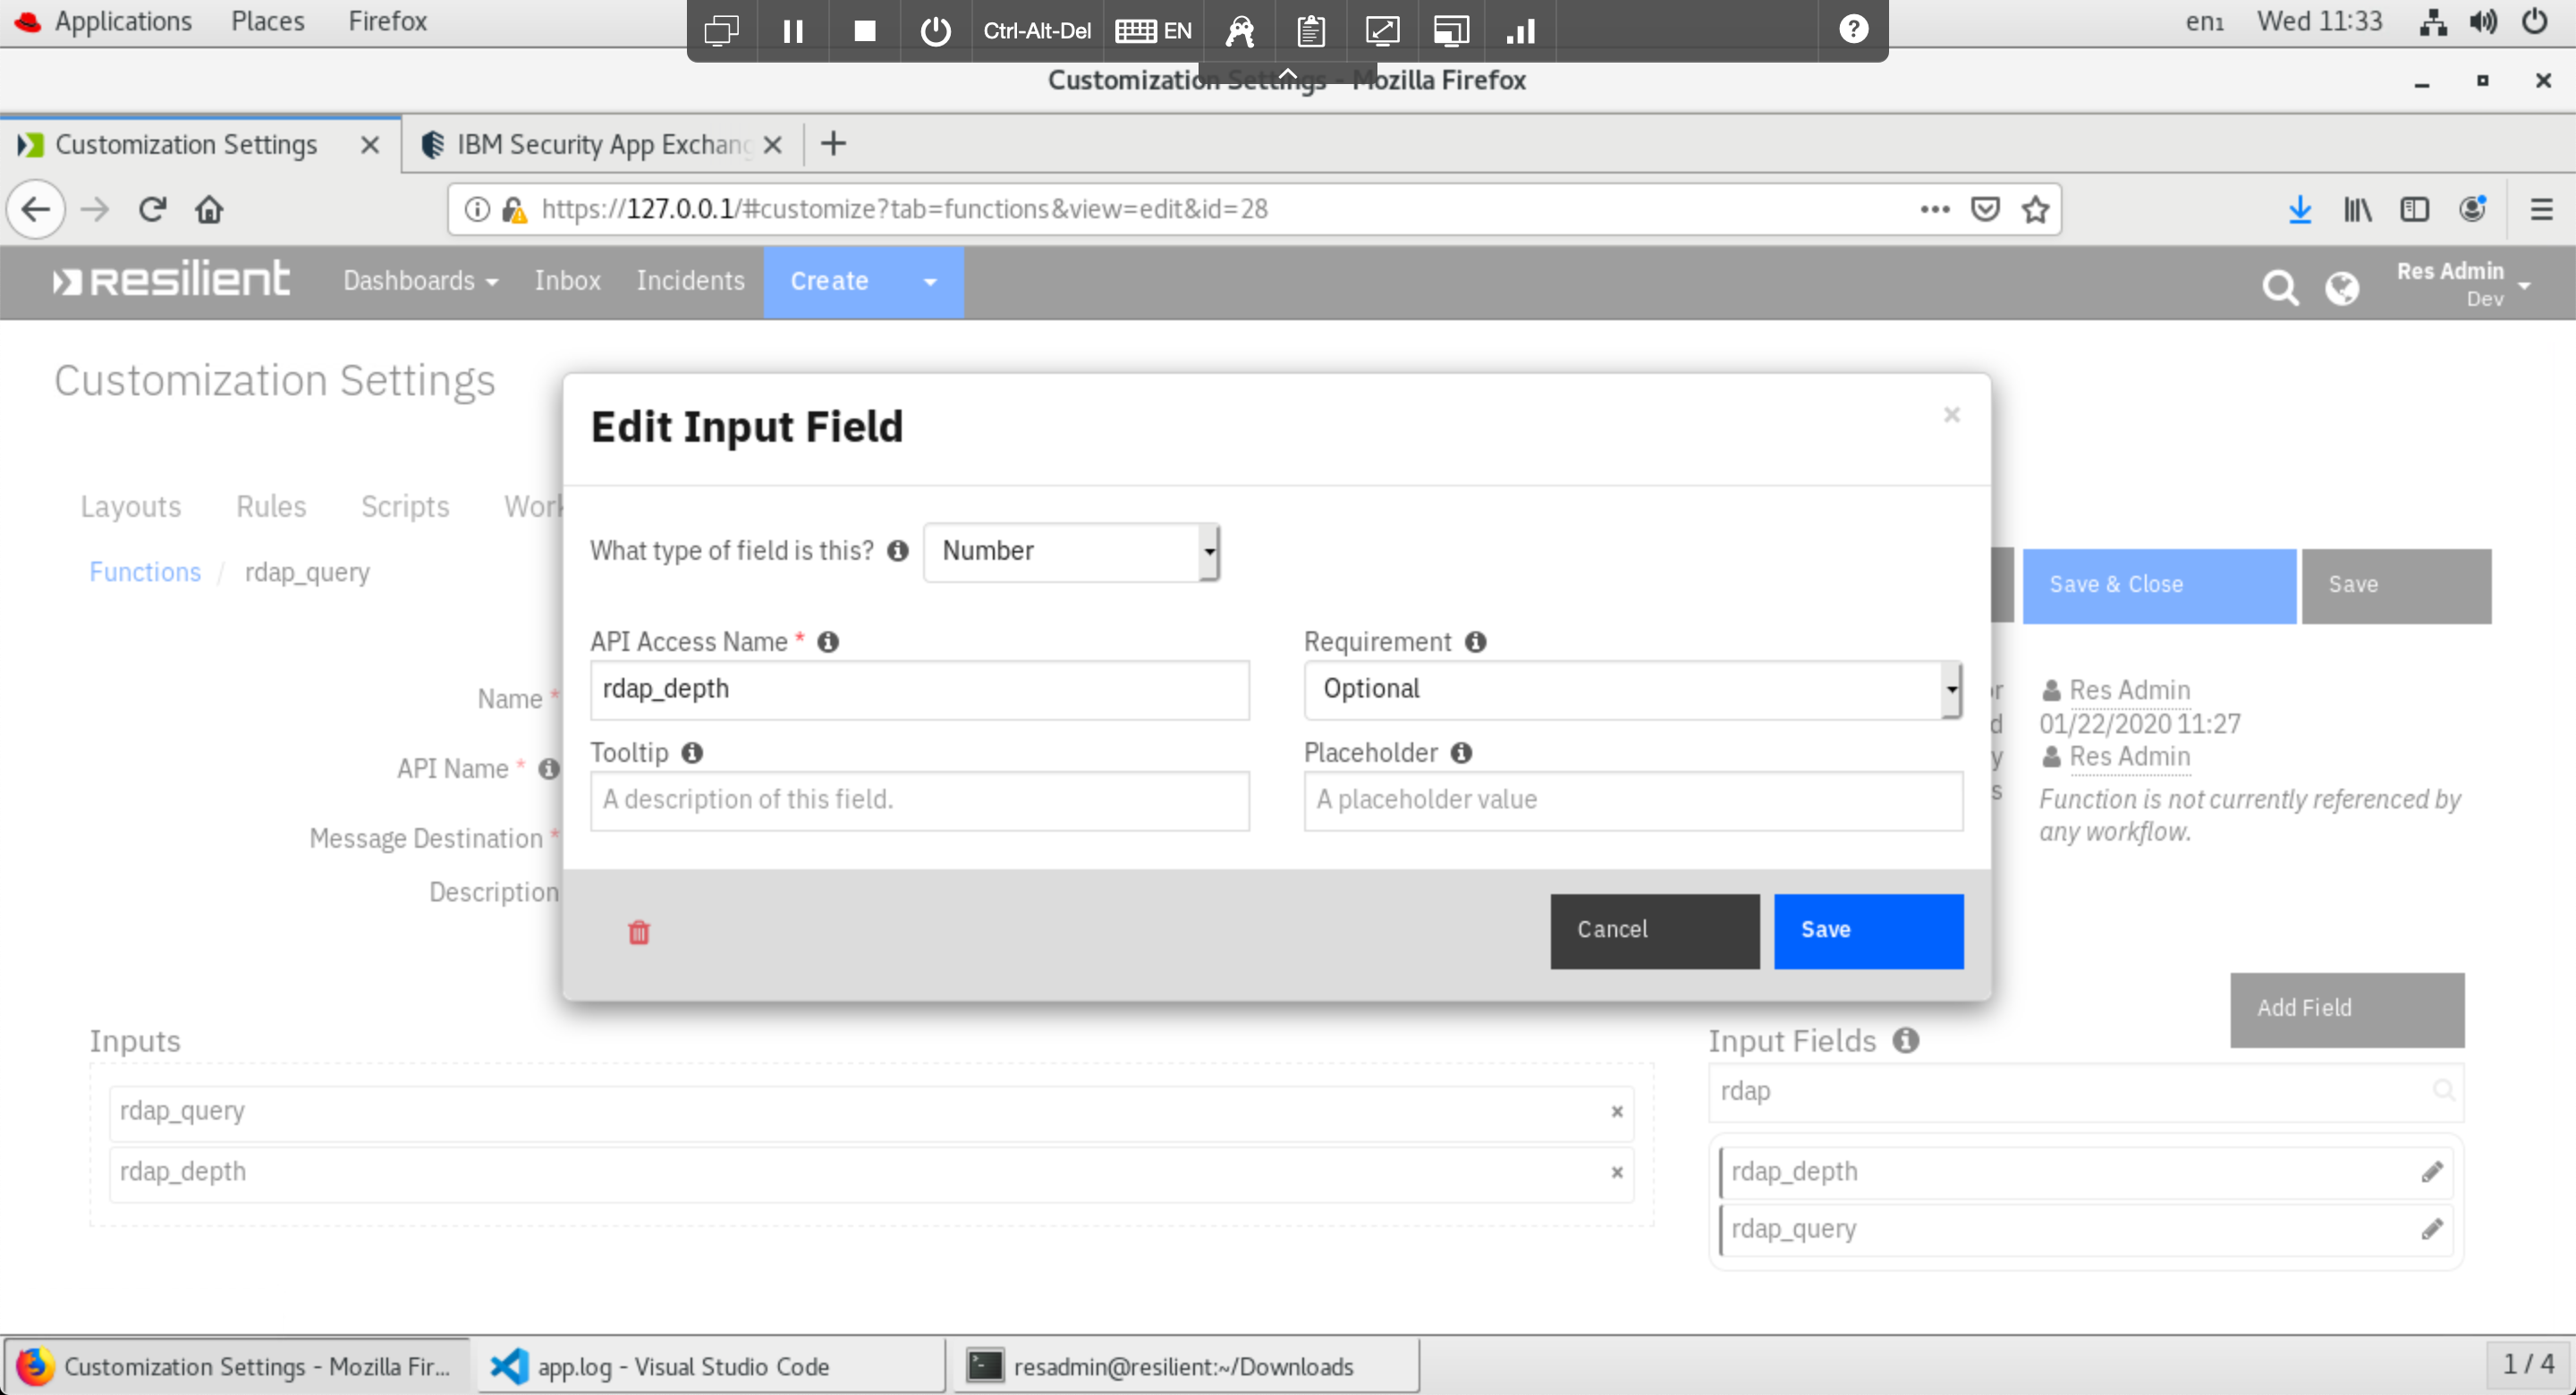 Applications Places Firefox
Ctrl-Alt-Del EN
en1 Wed 11:33
Customization Settings - Mozilla Firefox
Customization Settings
IBM Security App Exchang
https://127.0.0.1/#customize?tab=functions&view=edit&id=28
resilient Dashboards Inbox Incidents Create
Res Admin
Dev
Customization Settings
Edit Input Field
Layouts Rules Scripts Work
What type of field is this? Number
Functions / rdap_query
Save & Close Save
API Access Name * Requirement
rdap_depth Optional
Name *
Res Admin
01/22/2020 11:27
Tooltip Placeholder
Res Admin
API Name *
A description of this field. A placeholder value
Function is not currently referenced by
any workflow.
Message Destination *
Description
Cancel Save
Add Field
Inputs
Input Fields
rdap
rdap_query
rdap_depth
rdap_depth
rdap_query
Customization Settings - Mozilla Fir...
app.log - Visual Studio Code
resadmin@resilient:~/Downloads
1 / 4